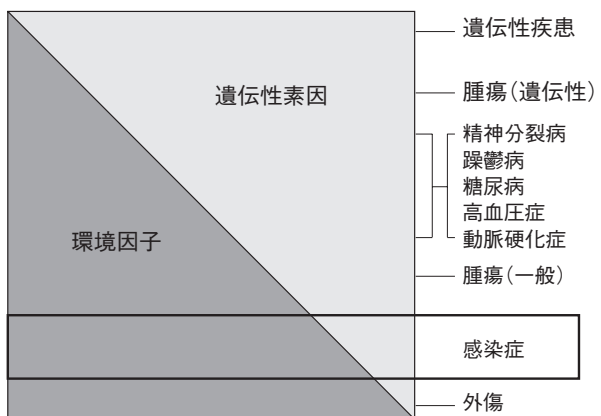 遺伝性疾患
遺伝性素因
腫瘍(遺伝性)
精神分裂病
躁鬱病
糖尿病
高血圧症
動脈硬化症
環境因子
腫瘍(一般)
感染症
外傷